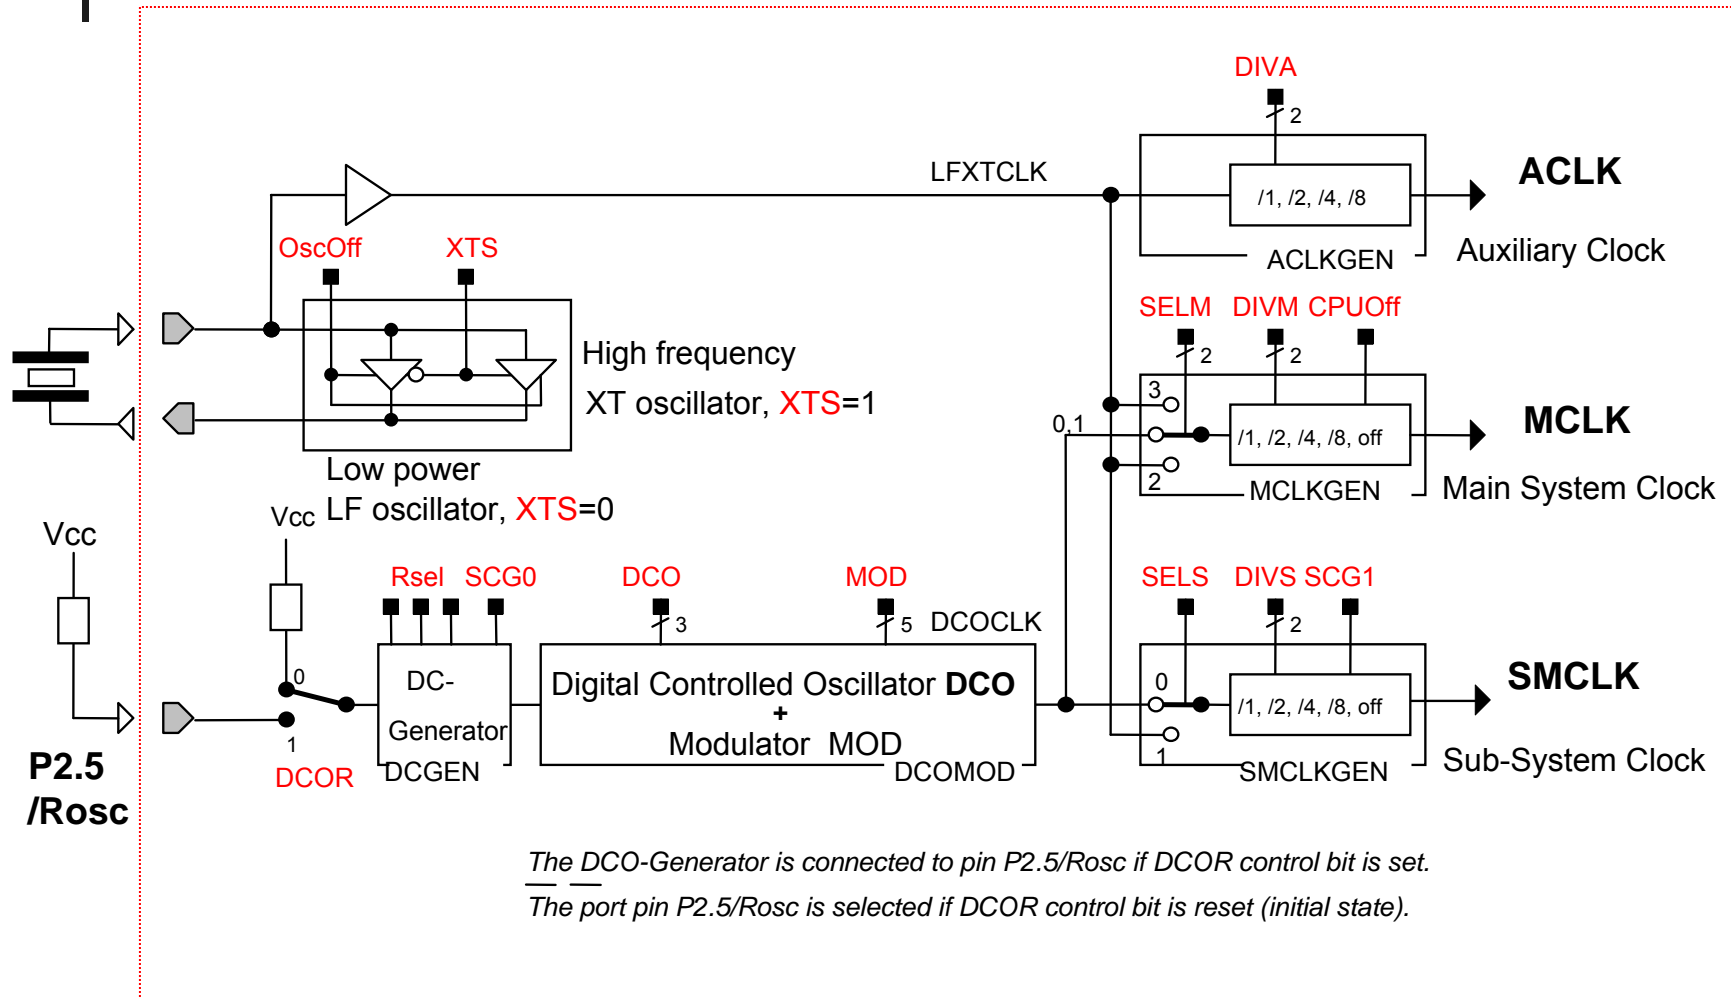 DIVA
2
LFXTCLK
ACLK
/1, /2, /4, /8
OscOff
XTS
ACLKGEN
Auxiliary Clock
SELM
DIVM
CPUOff
2
2
High frequency
XT oscillator, XTS=1
3
0,1
/1, /2, /4, /8, off
MCLK
2
MCLKGEN
Main System Clock
Low power
LF oscillator, XTS=0
Vcc
Vcc
Rsel
SCG0
DCO
MOD
SELS
DIVS
SCG1
3
5
DCOCLK
2
0
DC-
Generator
Digital Controlled Oscillator DCO
+
Modulator MOD
0
/1, /2, /4, /8, off
SMCLK
1
1
DCOR
DCGEN
DCOMOD
SMCLKGEN
Sub-System Clock
P2.5
/Rosc
The DCO-Generator is connected to pin P2.5/Rosc if DCOR control bit is set.
The port pin P2.5/Rosc is selected if DCOR control bit is reset (initial state).